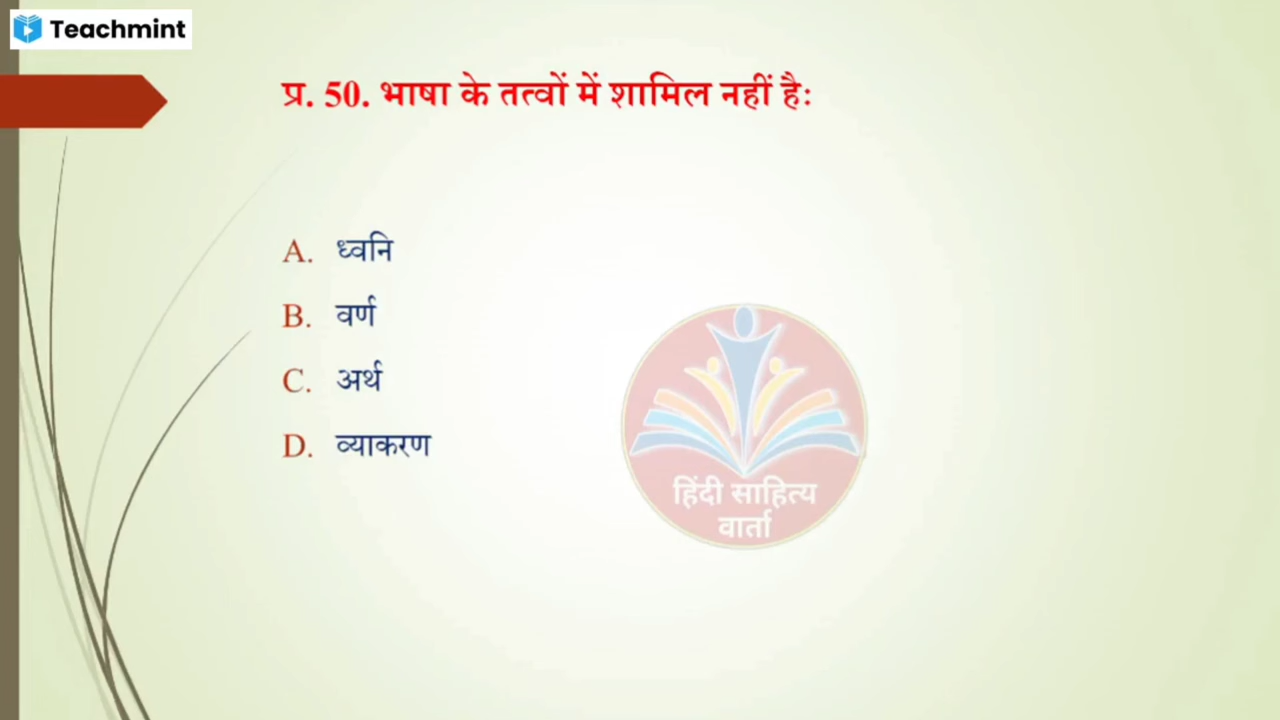 Teachmint
प्र. 50. भाषा के तत्वों में शामिल नहीं है:
A. ध्वनि
B. वर्ण
C. अर्थ
D. व्याकरण
हिंदी साहित्य
वार्ता